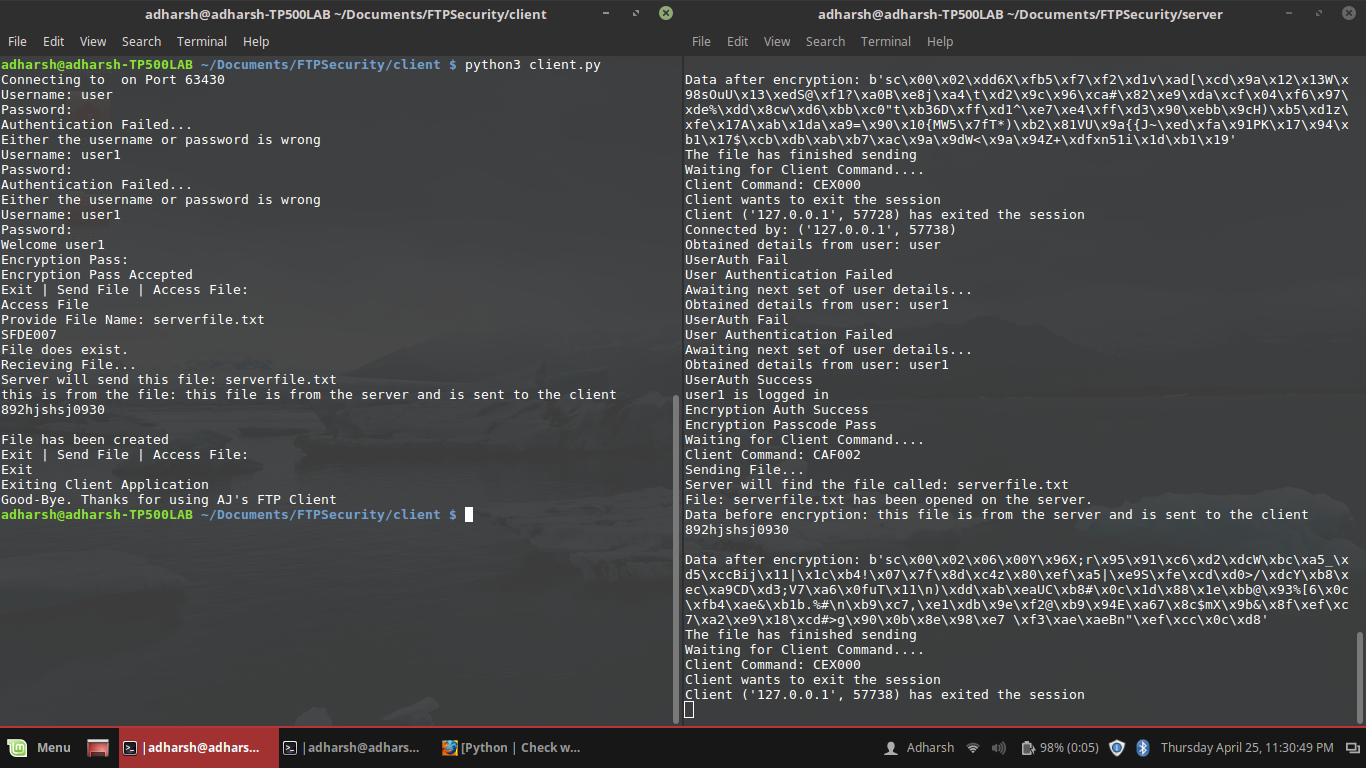 adharsh@adharsh-TP500LAB ~/Documents/FTPSecurity/client
File Edit View Search Terminal Help
adharsh@adharsh-TP500LAB ~/Documents/FTPSecurity/client $ python3 client.py
Connecting to  on Port 63430
Username: user
Password:
Authentication Failed...
Either the username or password is wrong
Username: user1
Password:
Authentication Failed...
Either the username or password is wrong
Username: user1
Password:
Welcome user1
Encryption Pass:
Encryption Pass Accepted
Exit | Send File | Access File:
Access File
Provide File Name: serverfile.txt
SFDE007
File does exist.
Recieving File...
Server will send this file: serverfile.txt
this is from the file: this file is from the server and is sent to the client
892hjshsj0930
File has been created
Exit | Send File | Access File:
Exit
Exiting Client Application
Good-Bye. Thanks for using AJ's FTP Client
adharsh@adharsh-TP500LAB ~/Documents/FTPSecurity/client $
adharsh@adharsh-TP500LAB ~/Documents/FTPSecurity/server
File Edit View Search Terminal Help
Data after encryption: b'sc\x00\x02\xdd6X\xfb5\xf7\xf2\xd1v\xad[\xcd\x9a\x12\x13W\x
98sOuU\x13\xedS@\xf1?\xa0B\xe8j\xa4\t\xd2\x9c\x96\xca#\x82\xe9\xda\xcf\x04\xf6\x97\
xde%\xdd\x8cw\xd6\xbb\xc0"t\xb36D\xff\xd1^\xe7\xe4\xff\xd3\x90\xebb\x9cH)\xb5\xd1z\
xfe\x17A\xab\x1da\xa9=\x90\x10{MW5\x7fT*)\xb2\x81VU\x9a{{J~\xed\xfa\x91PK\x17\x94\x
b1\x17$\xcb\xdb\xab\xb7\xac\x9a\x9dW<\x9a\x94Z+\xdfxn51i\x1d\xb1\x19'
The file has finished sending
Waiting for Client Command....
Client Command: CEX000
Client wants to exit the session
Client ('127.0.0.1', 57728) has exited the session
Connected by: ('127.0.0.1', 57738)
Obtained details from user: user
UserAuth Fail
User Authentication Failed
Awaiting next set of user details...
Obtained details from user: user1
UserAuth Fail
User Authentication Failed
Awaiting next set of user details...
Obtained details from user: user1
UserAuth Success
user1 is logged in
Encryption Auth Success
Encryption Passcode Pass
Waiting for Client Command....
Client Command: CAF002
Sending File...
Server will find the file called: serverfile.txt
File: serverfile.txt has been opened on the server.
Data before encryption: this file is from the server and is sent to the client
892hjshsj0930
Data after encryption: b'sc\x00\x02\x06\x00Y\x96X;r\x95\x91\xc6\xd2\xdcW\xbc\xa5_\x
d5\xccBij\x11|\x1c\xb4!\x07\x7f\x8d\xc4z\x80\xef\xa5|\xe9S\xfe\xcd\xd0>/\xdcY\xb8\x
ec\xa9CD\xd3;V7\xa6\x0fuT\x11\n)\xdd\xab\xeaUC\xb8#\x0c\x1d\x88\x1e\xbb@\x93%[6\x0c
\xfb4\xae&\xb1b.%#\n\xb9\xc7,\xe1\xdb\x9e\xf2@\xb9\x94E\xa67\x8c$mX\x9b&\x8f\xef\xc
7\xa2\xe9\x18\xcd#>g\x90\x0b\x8e\x98\xe7 \xf3\xae\xaeBn"\xef\xcc\x0c\xd8'
The file has finished sending
Waiting for Client Command....
Client Command: CEX000
Client wants to exit the session
Client ('127.0.0.1', 57738) has exited the session
Menu
|adharsh@adhars...
|adharsh@adhars...
[Python | Check w...
Adharsh
98% (0:05)
Thursday April 25, 11:30:49 PM